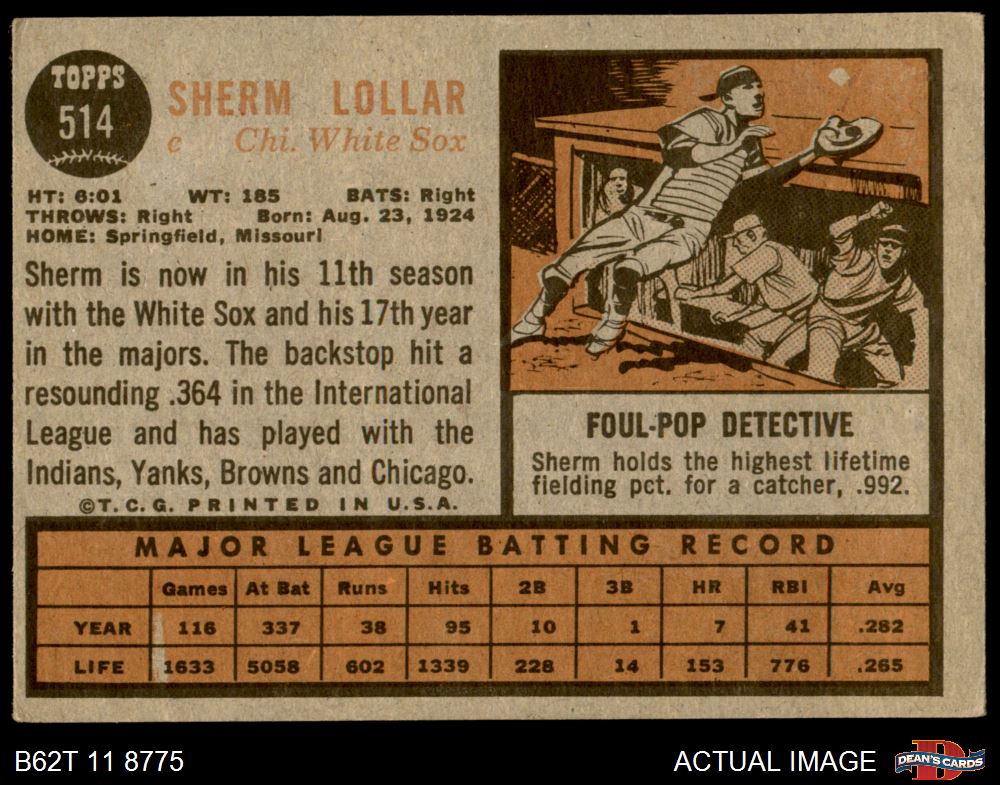 TOPPS
514
SHERM LOLLAR
c Chi. White Sox
HT: 6:01 WT: 185 BATS: Right
THROWS: Right Born: Aug. 23, 1924
HOME: Springfield, Missouri
Sherm is now in his 11th season
with the White Sox and his 17th year
in the majors. The backstop hit a
resounding .364 in the International
League and has played with the
Indians, Yanks, Browns and Chicago.
©T.C.G. PRINTED IN U.S.A.
FOUL-POP DETECTIVE
Sherm holds the highest lifetime
fielding pct. for a catcher, .992.
MAJOR LEAGUE BATTING RECORD
Games At Bat Runs Hits 2B 3B HR RBI Avg
YEAR 116 337 38 95 10 1 7 41 .282
LIFE 1633 5058 602 1339 228 14 153 776 .265
B62T 11 8775 ACTUAL IMAGE
DEAN'S CARDS